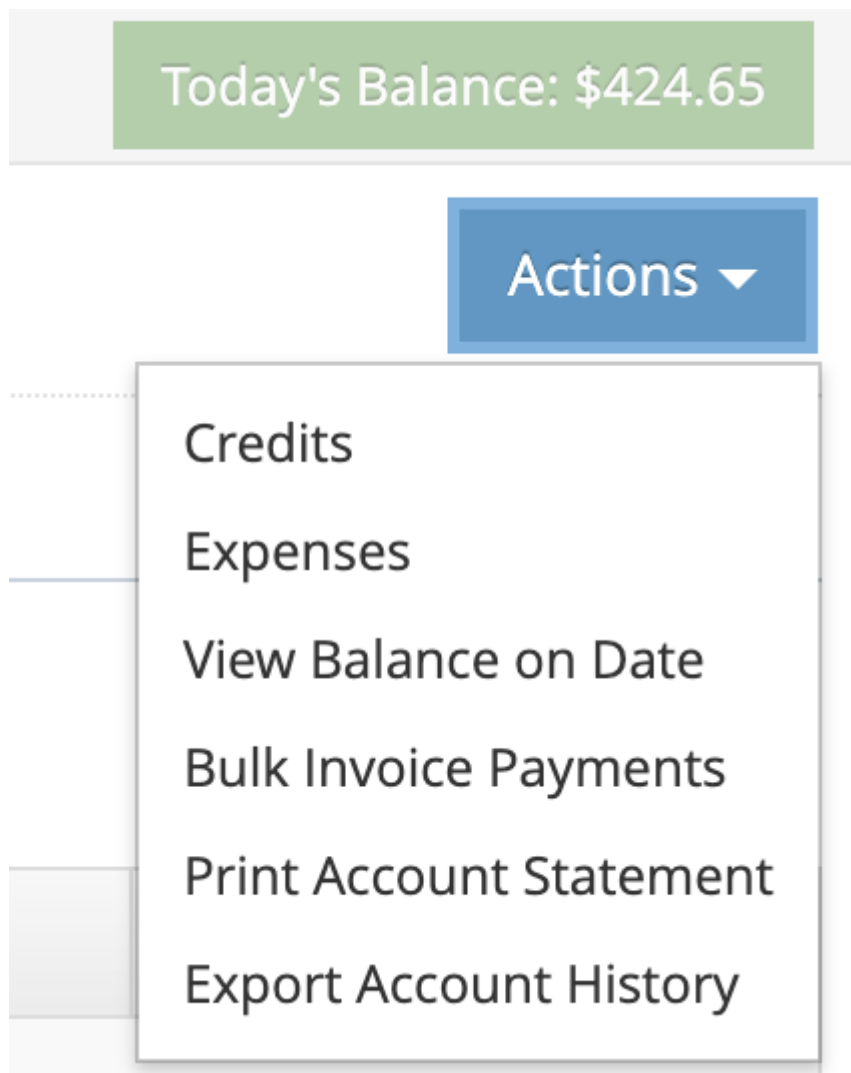 Today's Balance: $424.65
Actions
Credits
Expenses
View Balance on Date
Bulk Invoice Payments
Print Account Statement
Export Account History